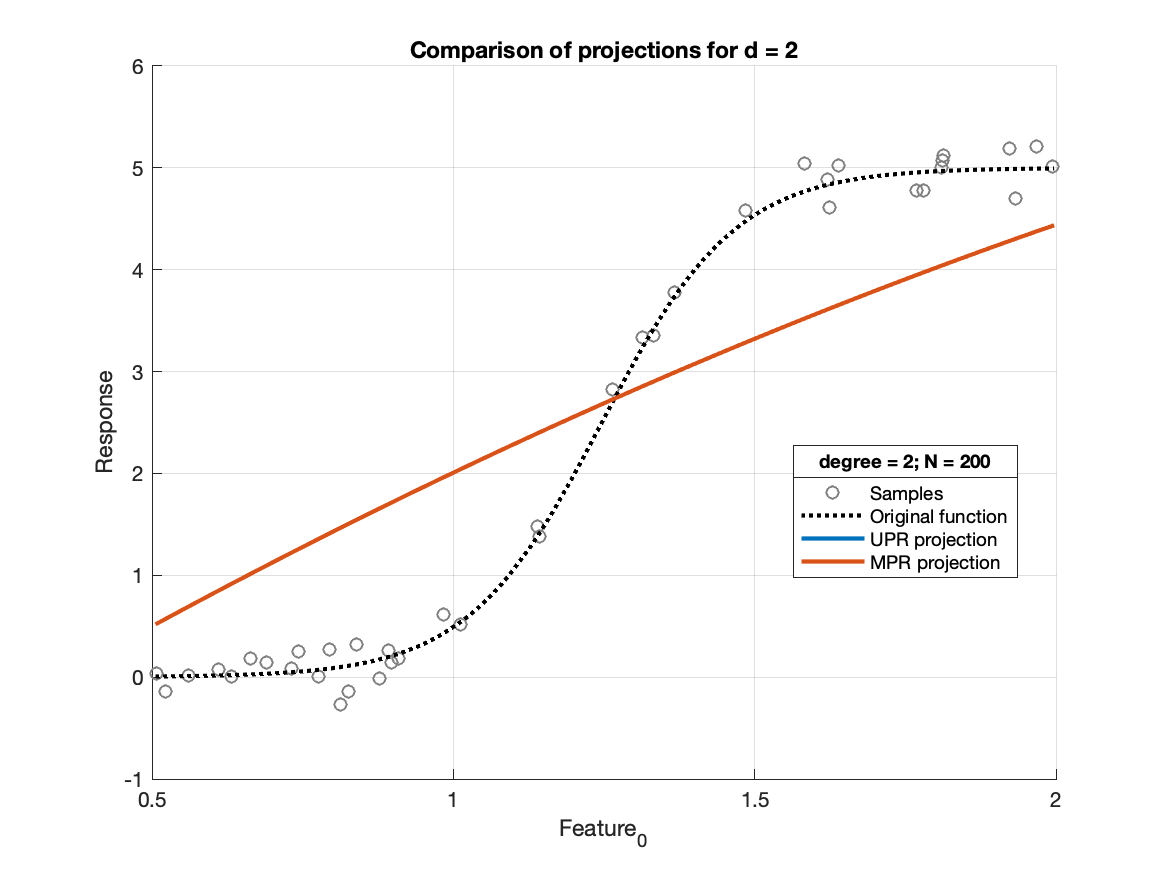 Comparison of projections for d = 2
6
5
4
3
2
1
0
-1
Response
degree = 2; N = 200
Samples
Original function
UPR projection
MPR projection
0.5 1 1.5 2
Feature0